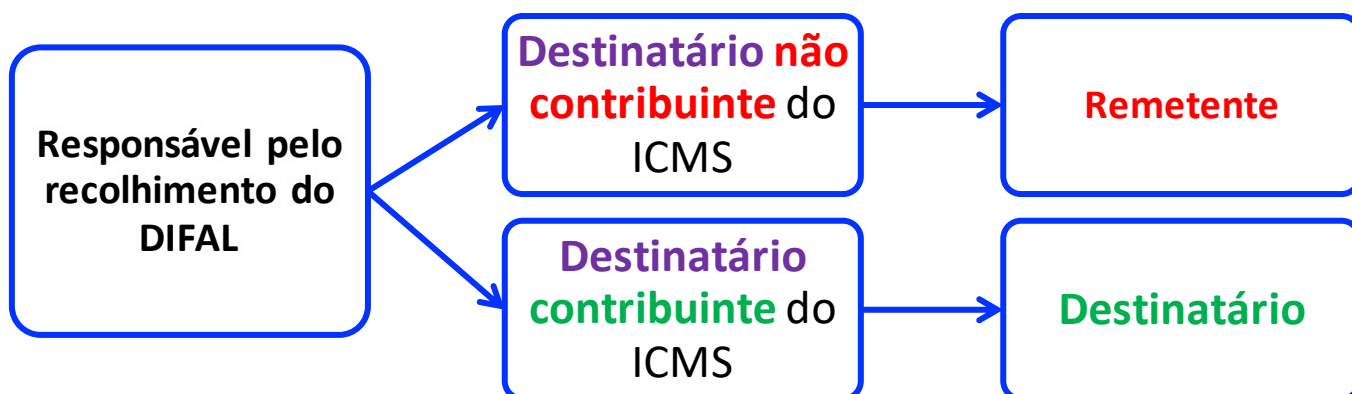 Responsável pelo
recolhimento do
DIFAL
Destinatário não
contribuinte do
ICMS
Remetente
Destinatário
contribuinte do
ICMS
Destinatário